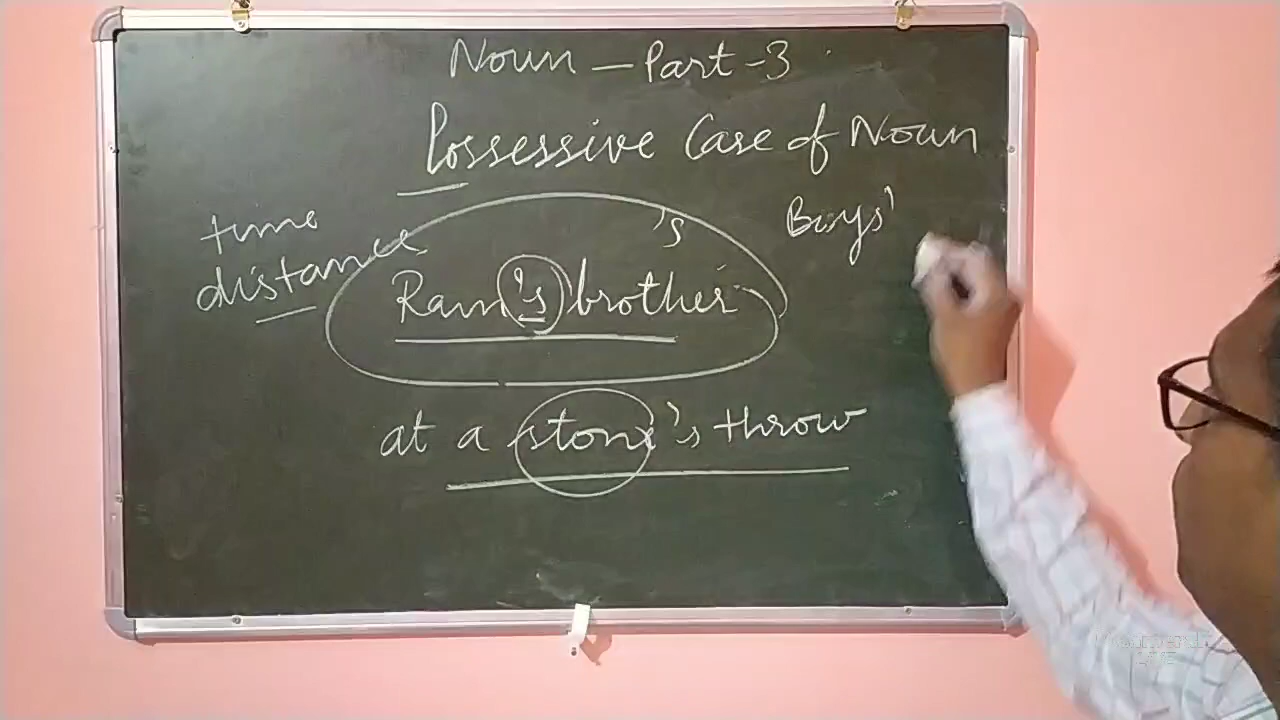 Noun – Part -3
Possessive Case of Noun
time
distance
's
Boys'
Ram's brother
at a stone's throw